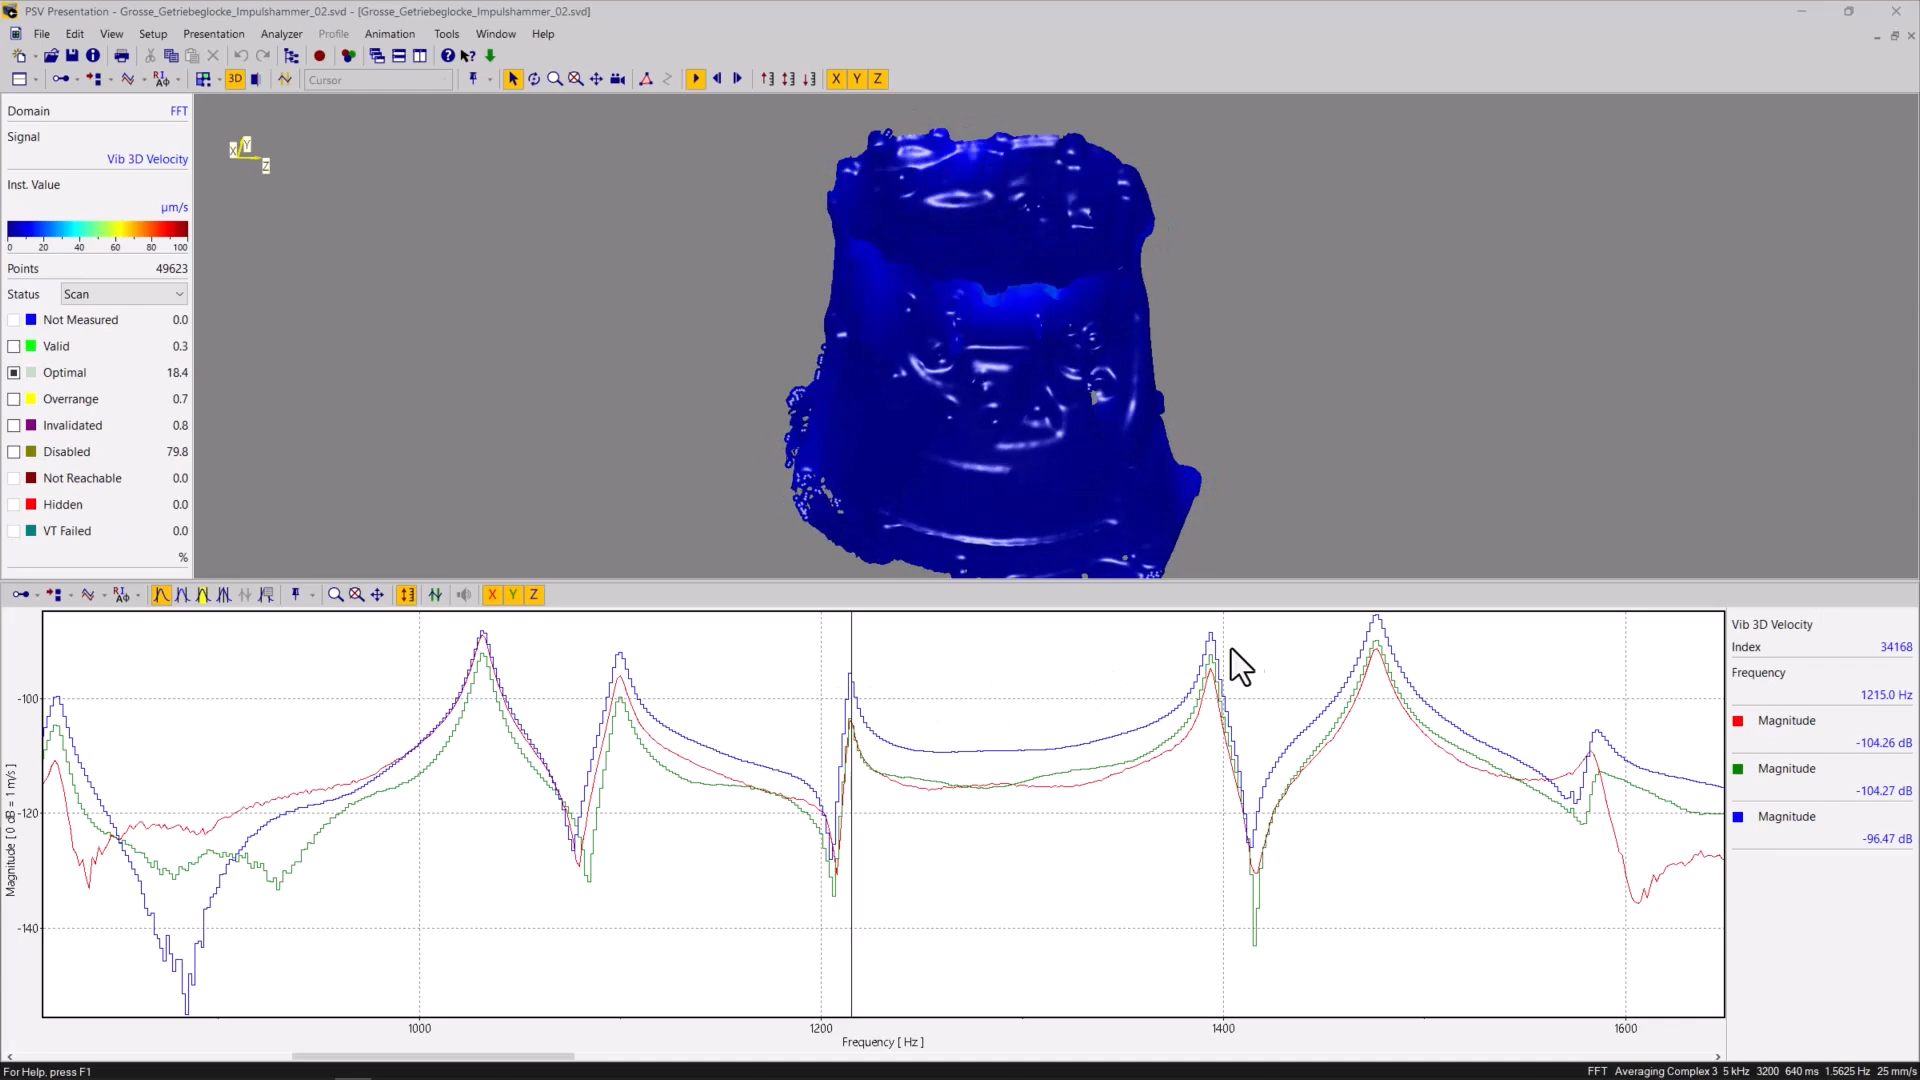 PSV Presentation - Grosse_Getriebeglocke_Impulshammer_02.svd - [Grosse_Getriebeglocke_Impulshammer_02.svd]
File Edit View Setup Presentation Analyzer Profile Animation Tools Window Help
3D Cursor X Y Z
Domain FFT
Signal
Vib 3D Velocity
Inst. Value
µm/s
0 20 40 60 80 100
Points 49623
Status Scan
Not Measured 0.0
Valid 0.3
Optimal 18.4
Overrange 0.7
Invalidated 0.8
Disabled 79.8
Not Reachable 0.0
Hidden 0.0
VT Failed 0.0
%
X Y Z
X Y Z
Vib 3D Velocity
Index 34168
Frequency
1215.0 Hz
Magnitude
-104.26 dB
Magnitude
-104.27 dB
Magnitude
-96.47 dB
Magnitude [ 0 dB = 1 m/s ]
-100
-120
-140
1000 1200 1400 1600
Frequency [ Hz ]
For Help, press F1
FFT Averaging Complex 3 5 kHz 3200 640 ms 1.5625 Hz 25 mm/s